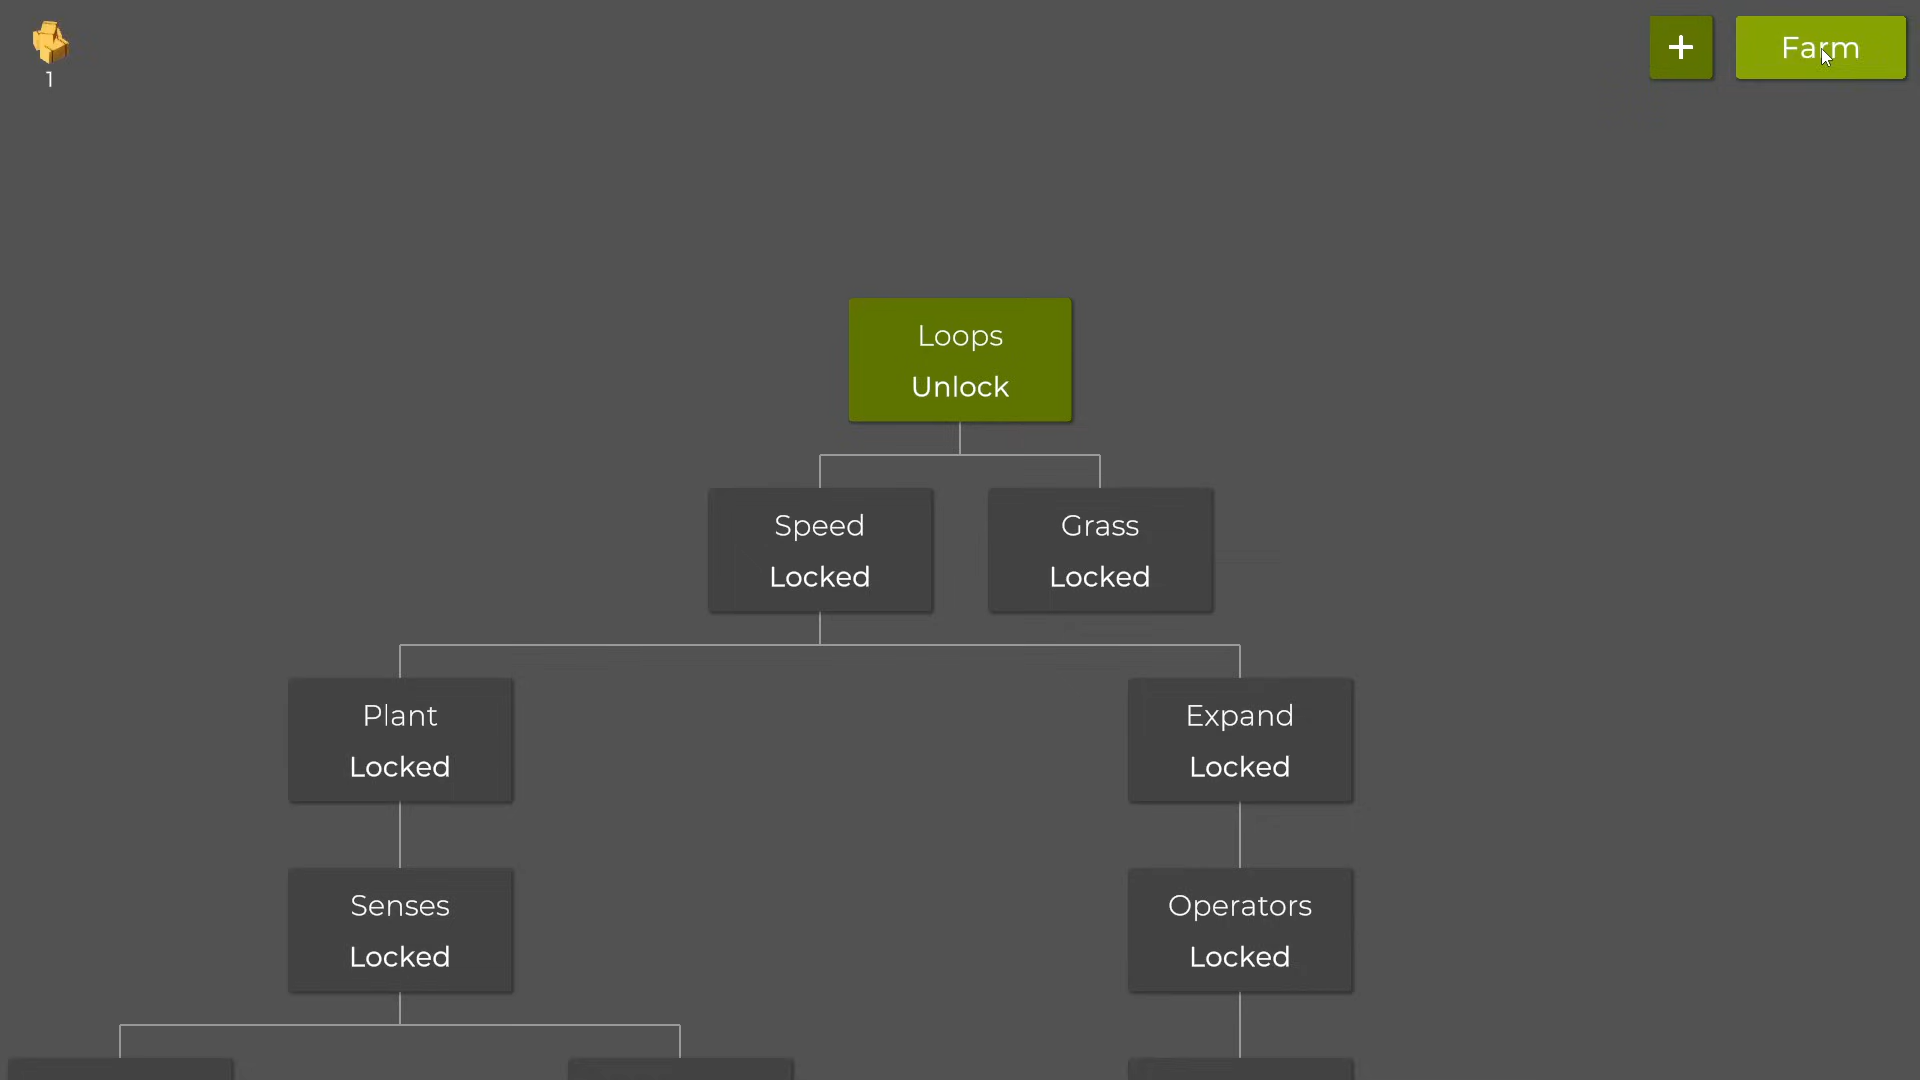 1
+
Farm
Loops
Unlock
Speed
Locked
Grass
Locked
Plant
Locked
Expand
Locked
Senses
Locked
Operators
Locked